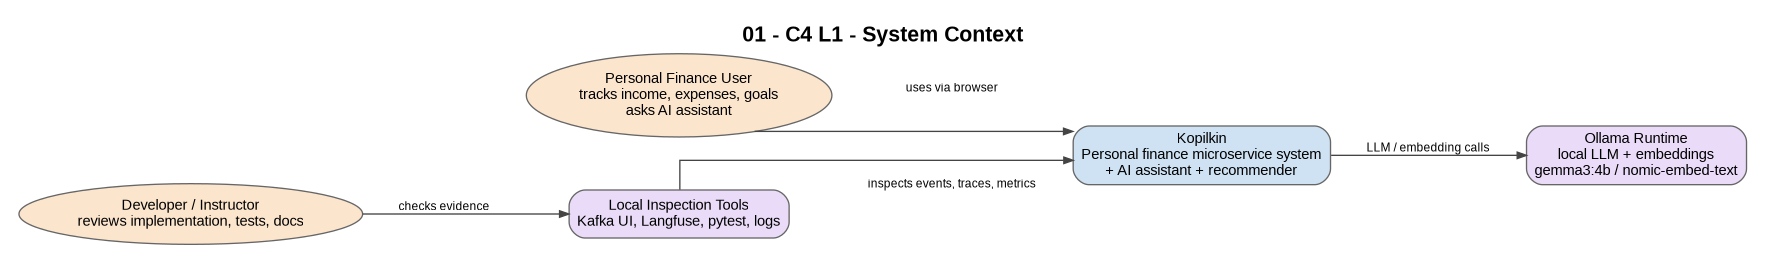 01 - C4 L1 - System Context
Personal Finance User
tracks income, expenses, goals
asks AI assistant
uses via browser
Kopilkin
Personal finance microservice system
+ AI assistant + recommender
LLM / embedding calls
Ollama Runtime
local LLM + embeddings
gemma3:4b / nomic-embed-text
inspects events, traces, metrics
Developer / Instructor
reviews implementation, tests, docs
checks evidence
Local Inspection Tools
Kafka UI, Langfuse, pytest, logs